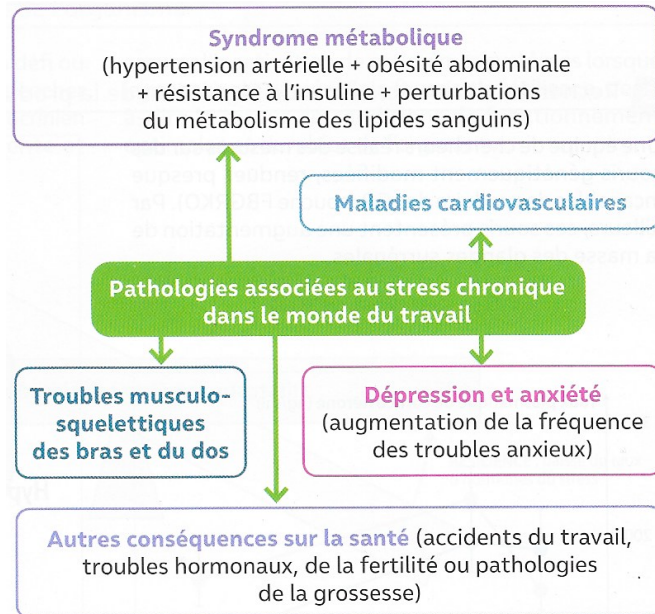 Syndrome métabolique
(hypertension artérielle + obésité abdominale
+ résistance à l'insuline + perturbations
du métabolisme des lipides sanguins)
Maladies cardiovasculaires
Pathologies associées au stress chronique
dans le monde du travail
Troubles musculo-
squelettiques
des bras et du dos
Dépression et anxiété
(augmentation de la fréquence
des troubles anxieux)
Autres conséquences sur la santé (accidents du travail,
troubles hormonaux, de la fertilité ou pathologies
de la grossesse)